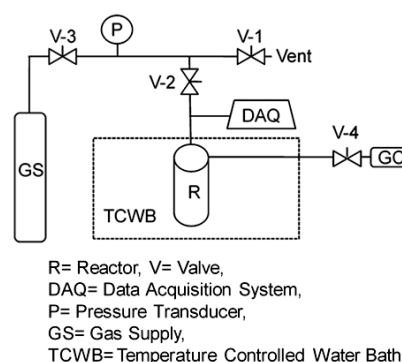 V-3
P
V-1
Vent
V-2
DAQ
V-4
GS
R
GC
TCWB
R= Reactor, V= Valve,
DAQ= Data Acquisition System,
P= Pressure Transducer,
GS= Gas Supply,
TCWB= Temperature Controlled Water Bath